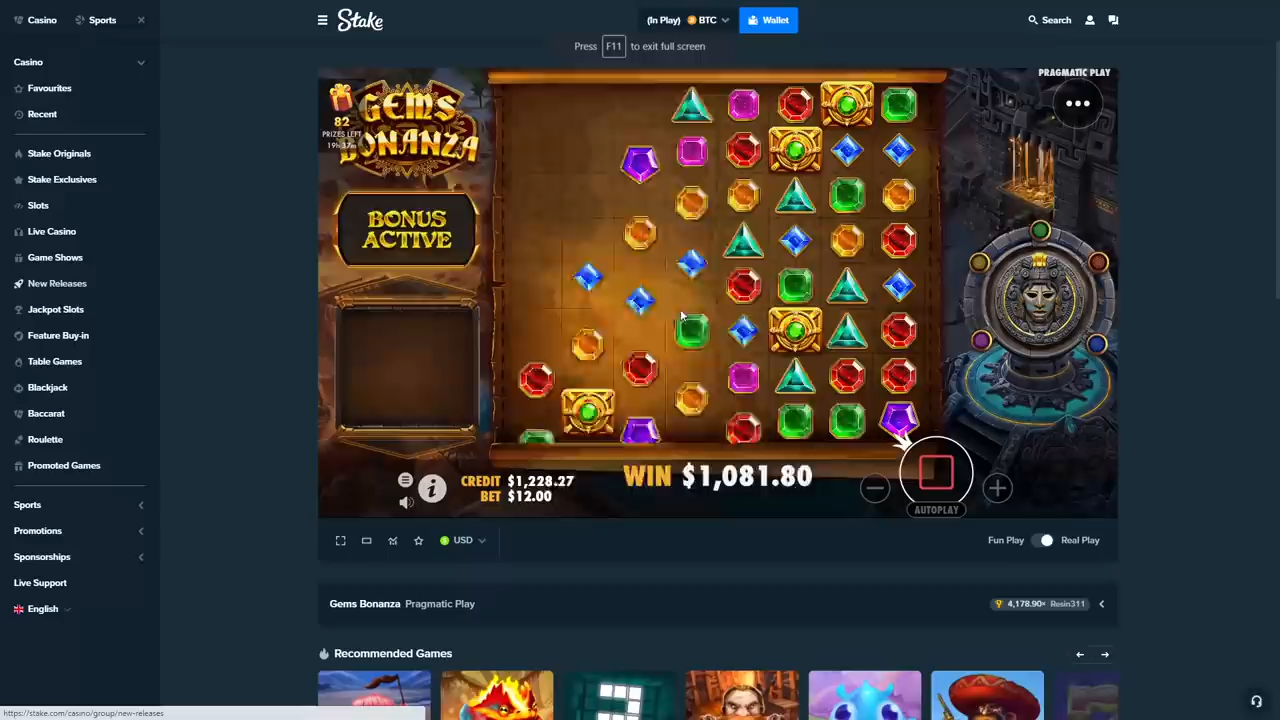 Casino
Sports
Stake
(In Play)
BTC
Wallet
Search
Press F11 to exit full screen
Casino
Favourites
Recent
Stake Originals
Stake Exclusives
Slots
Live Casino
Game Shows
New Releases
Jackpot Slots
Feature Buy-in
Table Games
Blackjack
Baccarat
Roulette
Promoted Games
Sports
Promotions
Sponsorships
Live Support
English
PRAGMATIC PLAY
GEMS
BONANZA
82
PRIZES LEFT
19h 37m
BONUS
ACTIVE
CREDIT $1,228.27
BET $12.00
WIN $1,081.80
AUTOPLAY
USD
Fun Play
Real Play
Gems Bonanza Pragmatic Play
4,178.90× Resin311
Recommended Games
https://stake.com/casino/group/new-releases